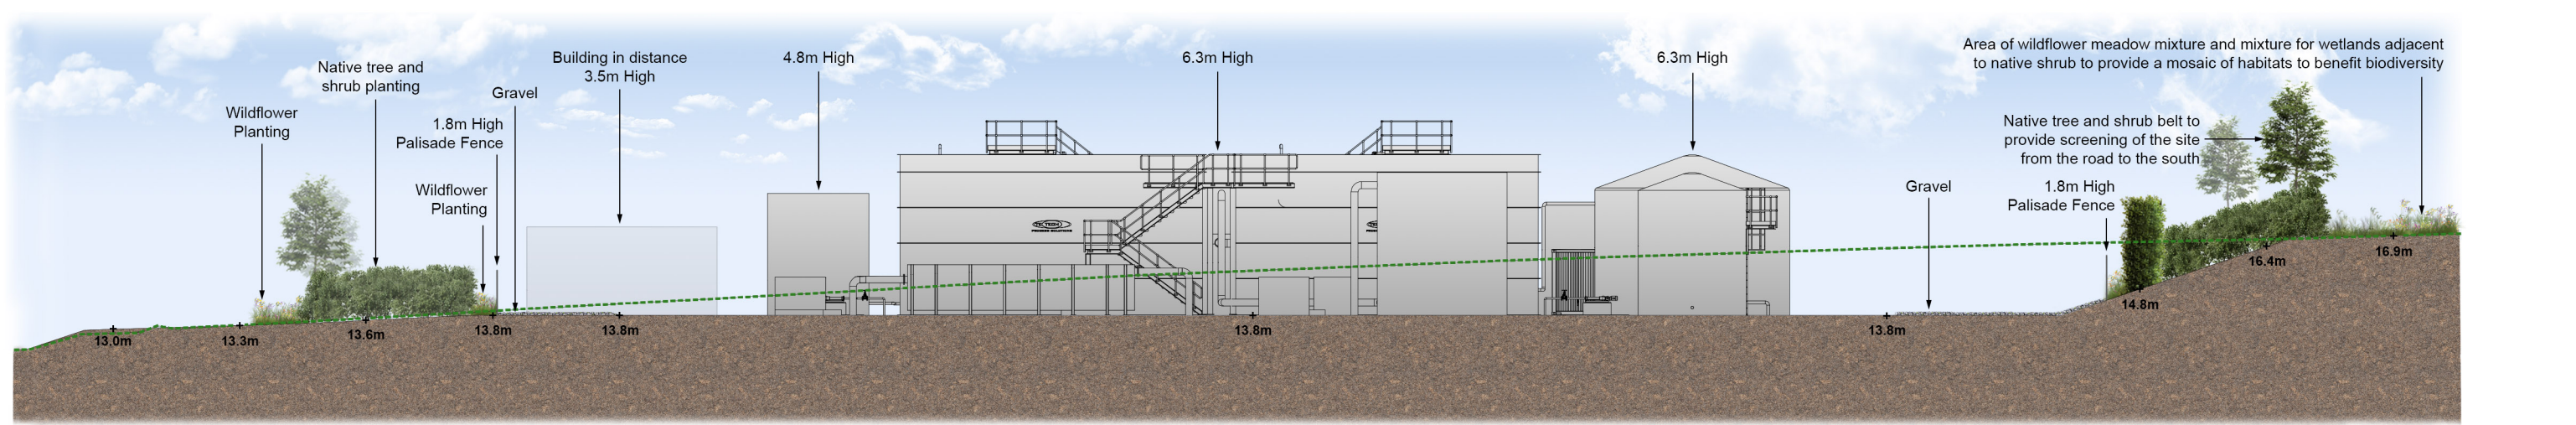 Wildflower
Planting
Native tree and
shrub planting
Wildflower
Planting
1.8m High
Palisade Fence
Gravel
Building in distance
3.5m High
4.8m High
6.3m High
6.3m High
Gravel
1.8m High
Palisade Fence
Native tree and shrub belt to
provide screening of the site
from the road to the south
Area of wildflower meadow mixture and mixture for wetlands adjacent
to native shrub to provide a mosaic of habitats to benefit biodiversity
13.0m
13.3m
13.6m
13.8m
13.8m
13.8m
13.8m
14.8m
16.4m
16.9m